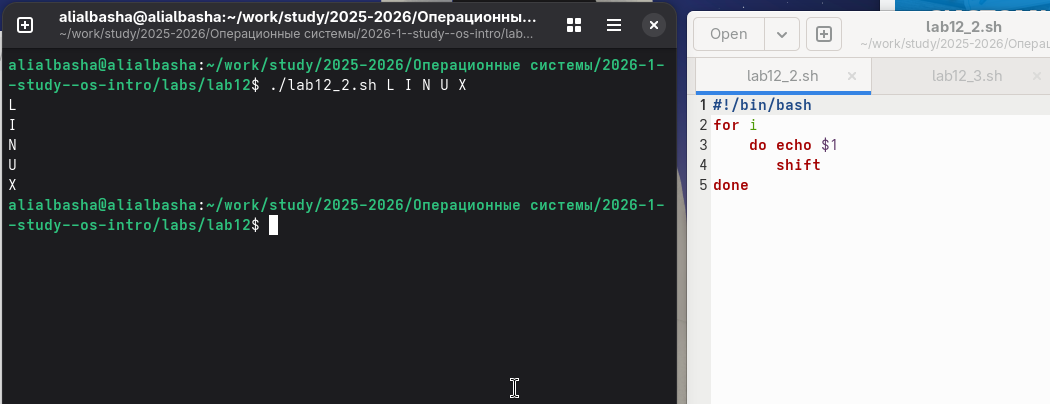 alialbasha@alialbasha:~/work/study/2025-2026/Операционны...
~/work/study/2025-2026/Операционные системы/2026-1--study--os-intro/lab...
alialbasha@alialbasha:~/work/study/2025-2026/Операционные системы/2026-1-
-study--os-intro/labs/lab12$ ./lab12_2.sh L I N U X
L
I
N
U
X
alialbasha@alialbasha:~/work/study/2025-2026/Операционные системы/2026-1-
-study--os-intro/labs/lab12$
Open
lab12_2.sh
~/work/study/2025-2026/Опера
lab12_2.sh
lab12_3.sh
1 #!/bin/bash
2 for i
3     do echo $1
4        shift
5 done